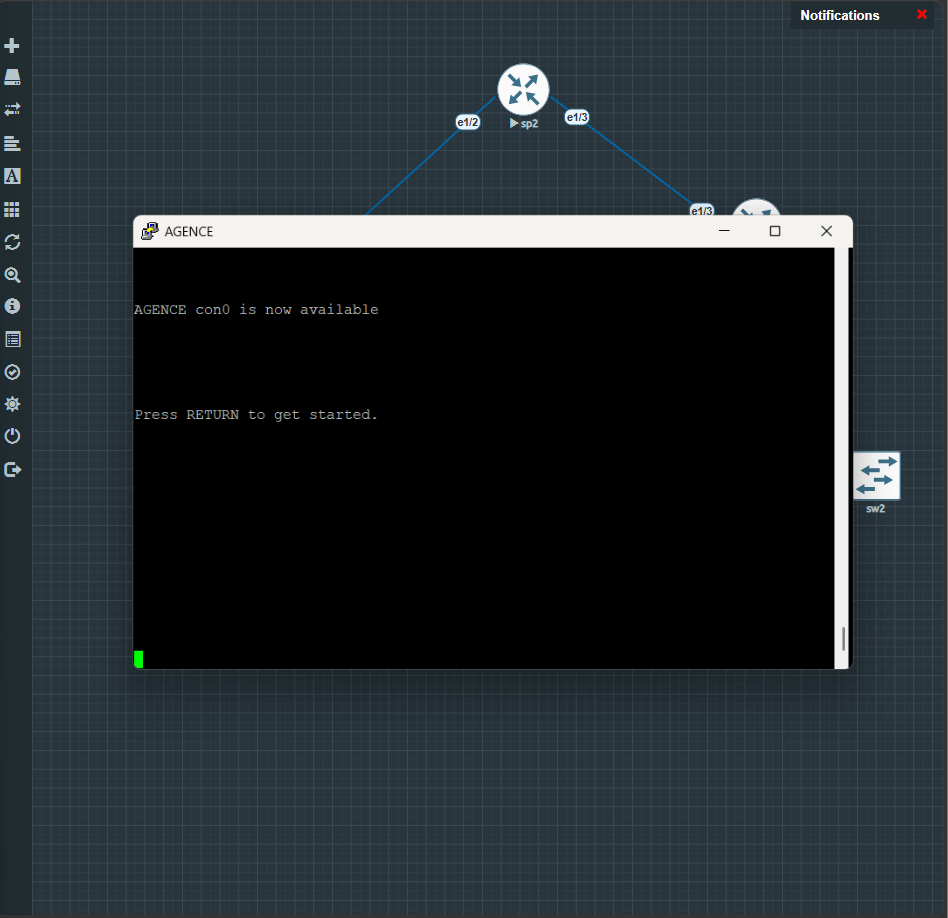 Notifications
e1/2
e1/3
sp2
e1/3
AGENCE
AGENCE con0 is now available
Press RETURN to get started.
sw2